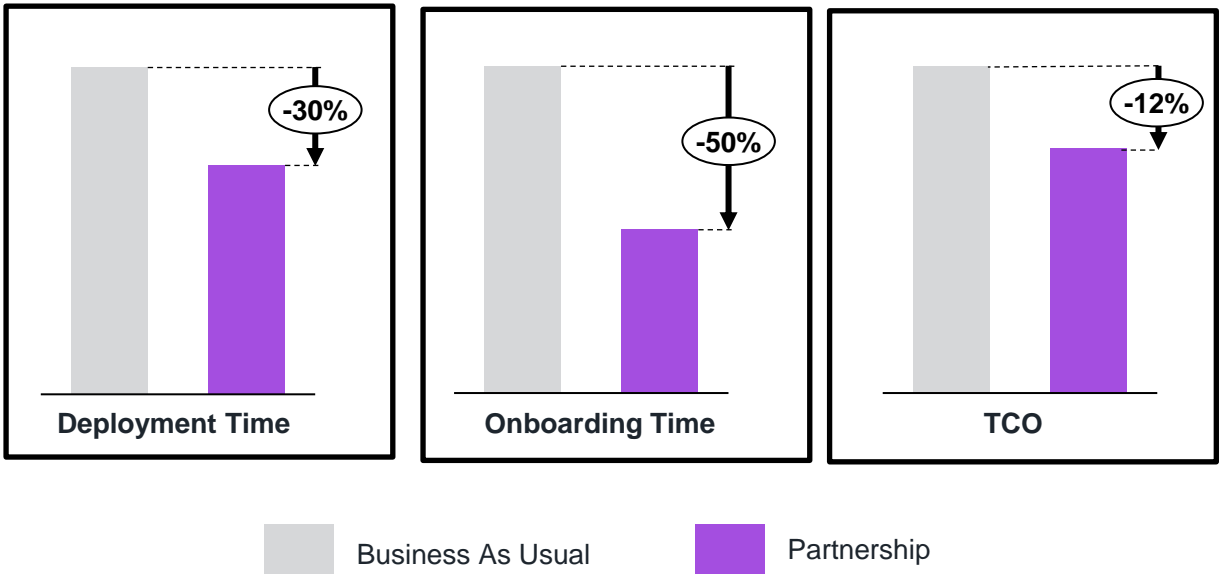 -30%
Deployment Time
-50%
Onboarding Time
-12%
TCO
Business As Usual
Partnership